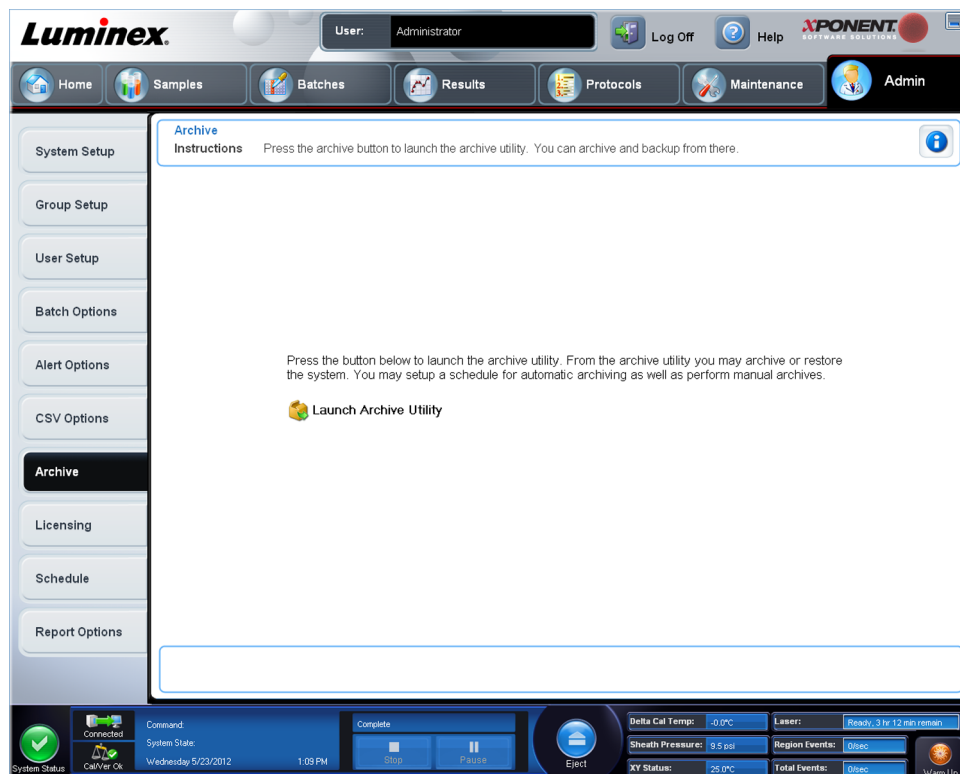 Luminex.
User: Administrator
Log Off
Help
XPONENT.
SOFTWARE SOLUTIONS
Home
Samples
Batches
Results
Protocols
Maintenance
Admin
System Setup
Group Setup
User Setup
Batch Options
Alert Options
CSV Options
Archive
Licensing
Schedule
Report Options
Archive
Instructions Press the archive button to launch the archive utility. You can archive and backup from there.
Press the button below to launch the archive utility. From the archive utility you may archive or restore
the system. You may setup a schedule for automatic archiving as well as perform manual archives.
Launch Archive Utility
System Status
Connected
Cal/Ver Ok
Command:
System State:
Wednesday 5/23/2012 1:09 PM
Complete
Stop
Pause
Eject
Delta Cal Temp: -0.0°C
Sheath Pressure: 9.5 psi
XY Status: 25.0°C
Laser: Ready, 3 hr 12 min remain
Region Events: 0/sec
Total Events: 0/sec
Warm Up